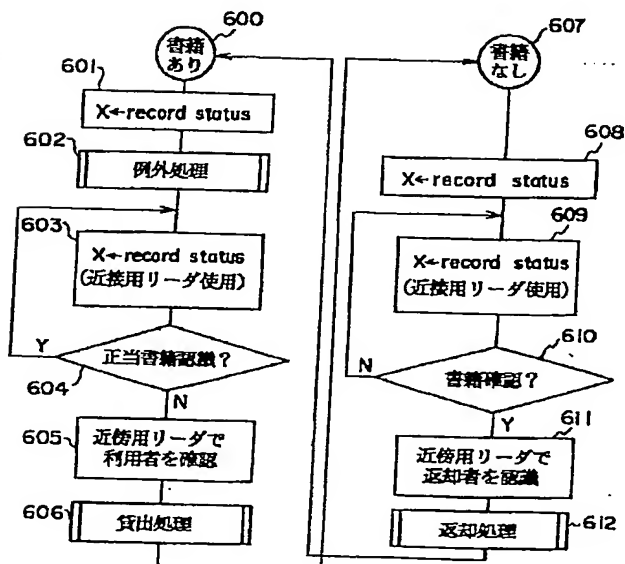 600
書籍
あり
601
X←record status
602
例外処理
603
X←record status
(近接用リーダ使用)
Y
正当書籍認識?
604
N
605
近傍用リーダで
利用者を確認
606
貸出処理
607
書籍
なし
608
X←record status
609
X←record status
(近接用リーダ使用)
610
N
書籍確認?
Y
611
近傍用リーダで
返却者を認識
返却処理
612